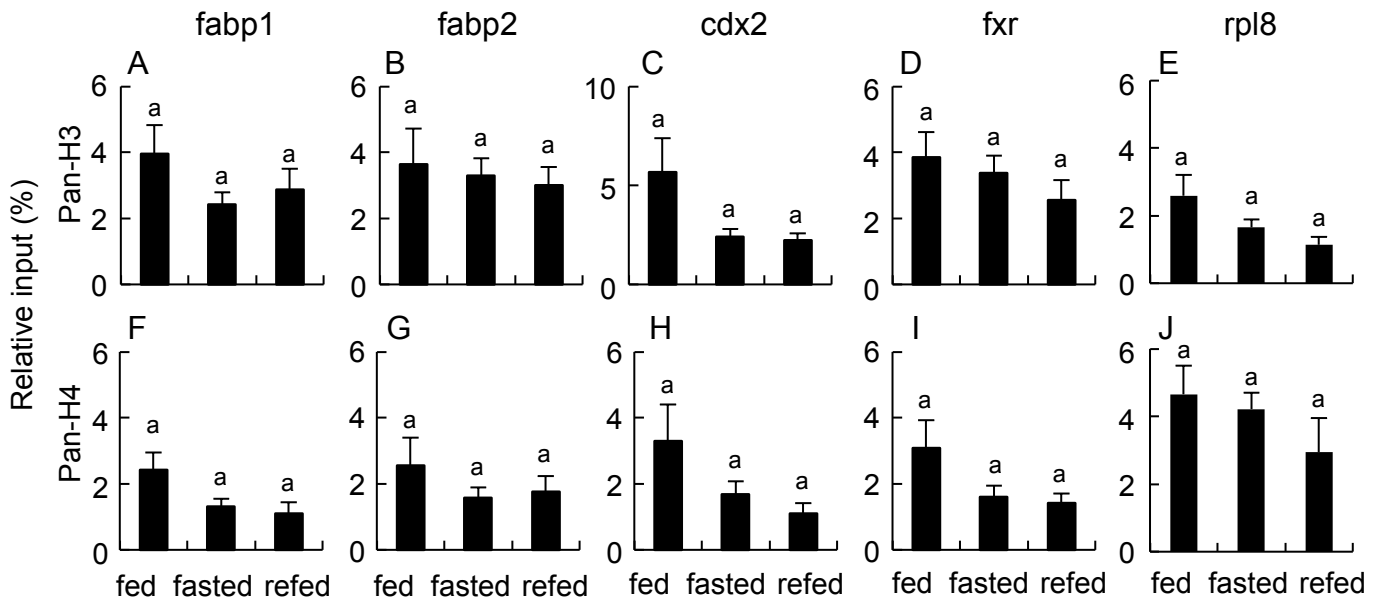 fabp1 fabp2 cdx2 fxr rpl8
A B C D E
Relative input (%)
Pan-H3
6 4 2 0
a a a
6 4 2 0
a a a
10 5 0
a a a
6 4 2 0
a a a
6 4 2 0
a a a
F G H I J
Pan-H4
6 4 2 0
a a a
6 4 2 0
a a a
6 4 2 0
a a a
6 4 2 0
a a a
6 4 2 0
a a a
fed fasted refed fed fasted refed fed fasted refed fed fasted refed fed fasted refed